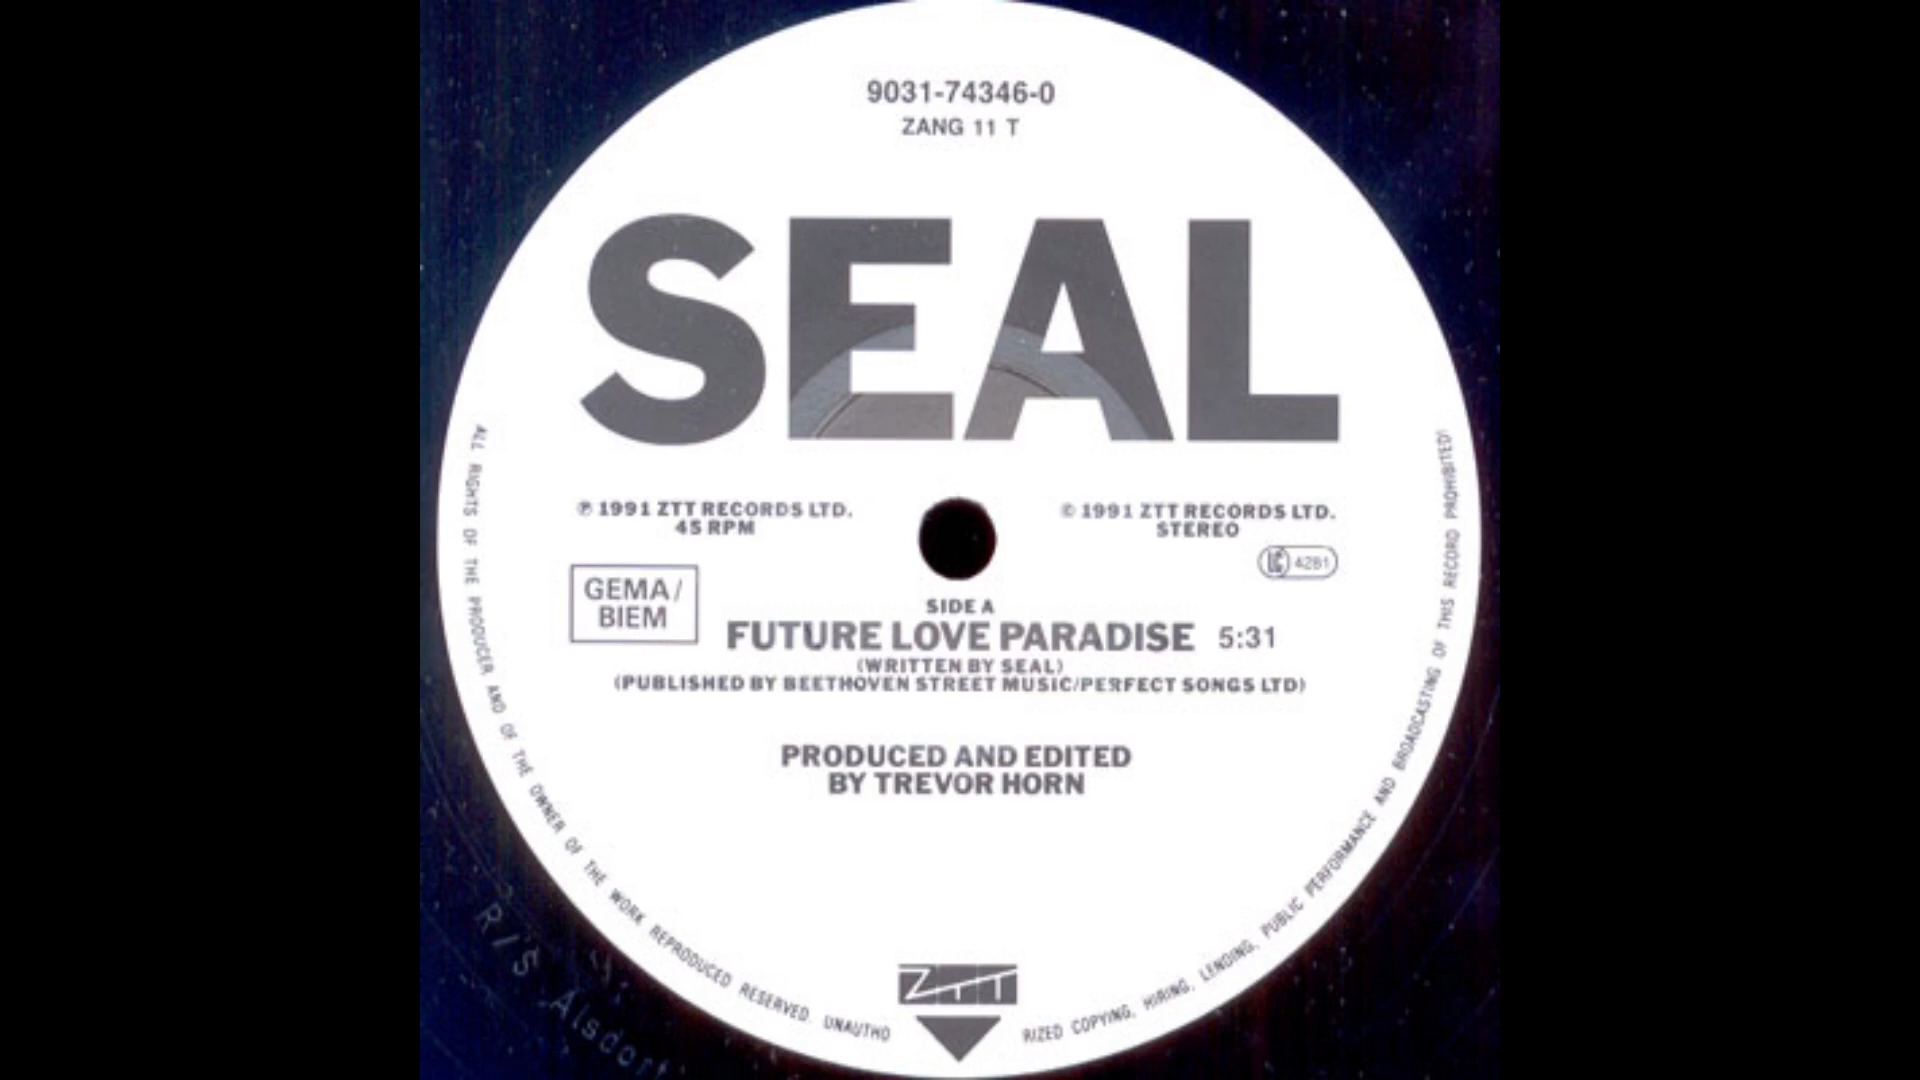 9031-74346-0
ZANG 11 T
SEAL
℗ 1991 ZTT RECORDS LTD.
45 RPM
© 1991 ZTT RECORDS LTD.
STEREO
LC 4281
GEMA/
BIEM
SIDE A
FUTURE LOVE PARADISE 5:31
(WRITTEN BY SEAL)
(PUBLISHED BY BEETHOVEN STREET MUSIC/PERFECT SONGS LTD)
PRODUCED AND EDITED
BY TREVOR HORN
ZTT
ALL RIGHTS OF THE PRODUCER AND OF THE OWNER OF THE WORK REPRODUCED RESERVED. UNAUTHO
RIZED COPYING, HIRING, LENDING, PUBLIC PERFORMANCE AND BROADCASTING OF THIS RECORD PROHIBITED!
R/S Alsdorf